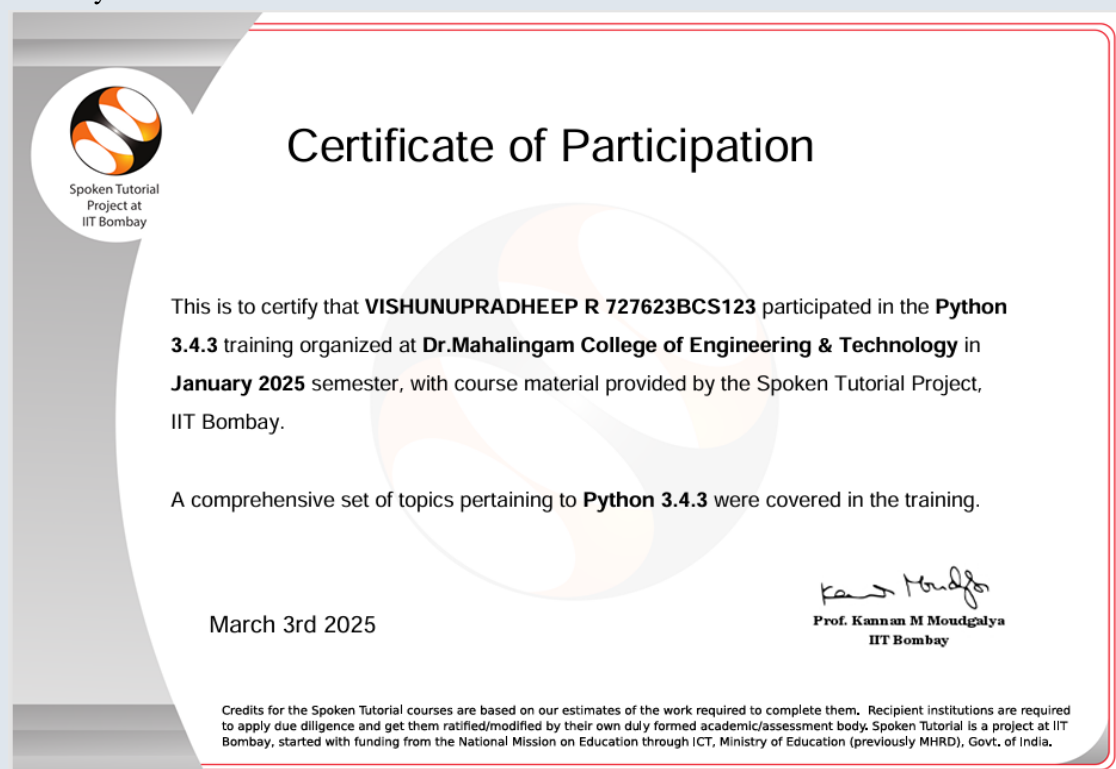 Spoken Tutorial
Project at
IIT Bombay
Certificate of Participation
This is to certify that VISHUNUPRADHEEP R 727623BCS123 participated in the Python
3.4.3 training organized at Dr.Mahalingam College of Engineering & Technology in
January 2025 semester, with course material provided by the Spoken Tutorial Project,
IIT Bombay.
A comprehensive set of topics pertaining to Python 3.4.3 were covered in the training.
March 3rd 2025
Prof. Kannan M Moudgalya
IIT Bombay
Credits for the Spoken Tutorial courses are based on our estimates of the work required to complete them. Recipient institutions are required
to apply due diligence and get them ratified/modified by their own duly formed academic/assessment body. Spoken Tutorial is a project at IIT
Bombay, started with funding from the National Mission on Education through ICT, Ministry of Education (previously MHRD), Govt. of India.